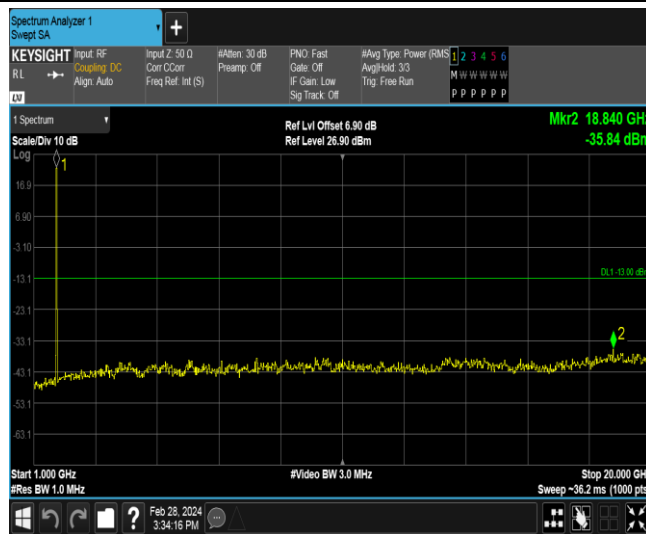 Spectrum Analyzer 1
Swept SA
+
KEYSIGHT
RL
LXI
Input: RF
Coupling: DC
Align: Auto
Input Z: 50 Ω
Corr CCorr
Freq Ref: Int (S)
#Atten: 30 dB
Preamp: Off
PNO: Fast
Gate: Off
IF Gain: Low
Sig Track: Off
#Avg Type: Power (RMS
Avg|Hold: 3/3
Trig: Free Run
1 2 3 4 5 6
M W W W W W
P P P P P P
1 Spectrum
Scale/Div 10 dB
Log
Ref Lvl Offset 6.90 dB
Ref Level 26.90 dBm
Mkr2 18.840 GHz
-35.84 dBm
1
16.9
6.90
-3.10
-13.1
DL1 -13.00 dBm
-23.1
-33.1
2
-43.1
-53.1
-63.1
Start 1.000 GHz
#Res BW 1.0 MHz
#Video BW 3.0 MHz
Stop 20.000 GHz
Sweep ~36.2 ms (1000 pts)
?
Feb 28, 2024
3:34:16 PM